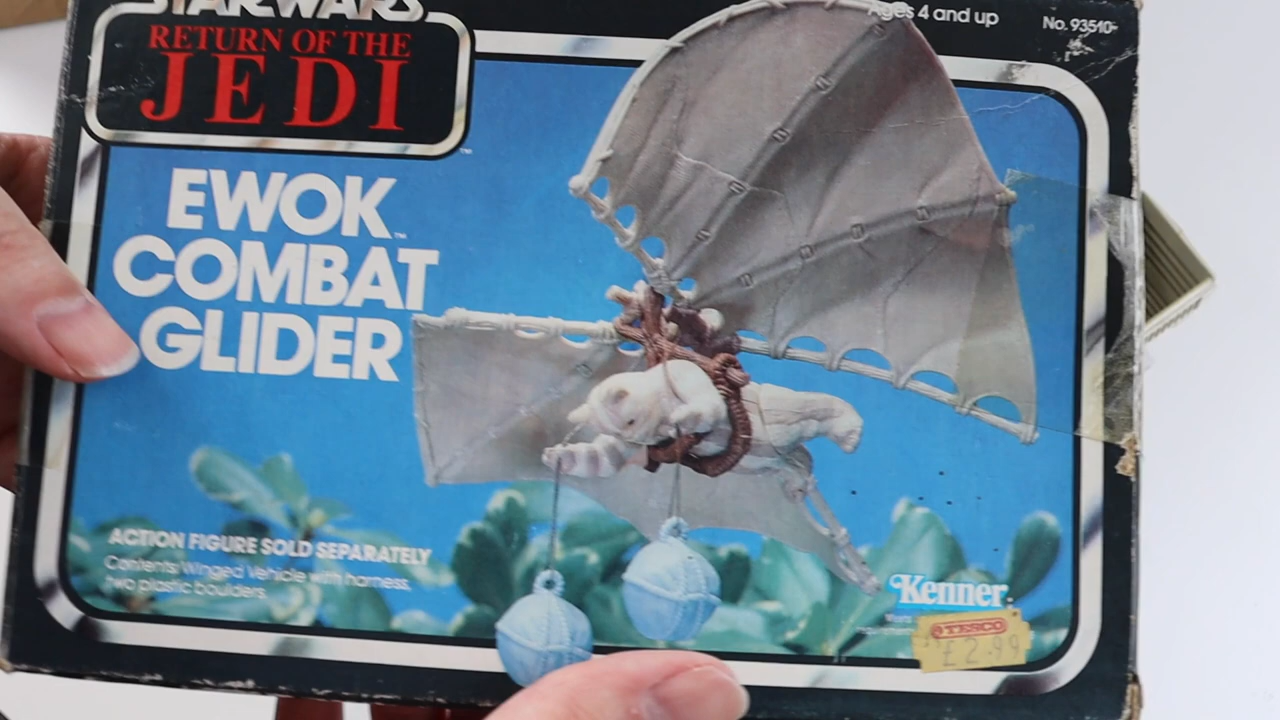 STAR WARS
RETURN OF THE
JEDI
Ages 4 and up
No. 93510
EWOK
COMBAT
GLIDER
™
ACTION FIGURE SOLD SEPARATELY
Contents: Winged Vehicle with harness,
two plastic boulders.
Kenner
TESCO
£2.99